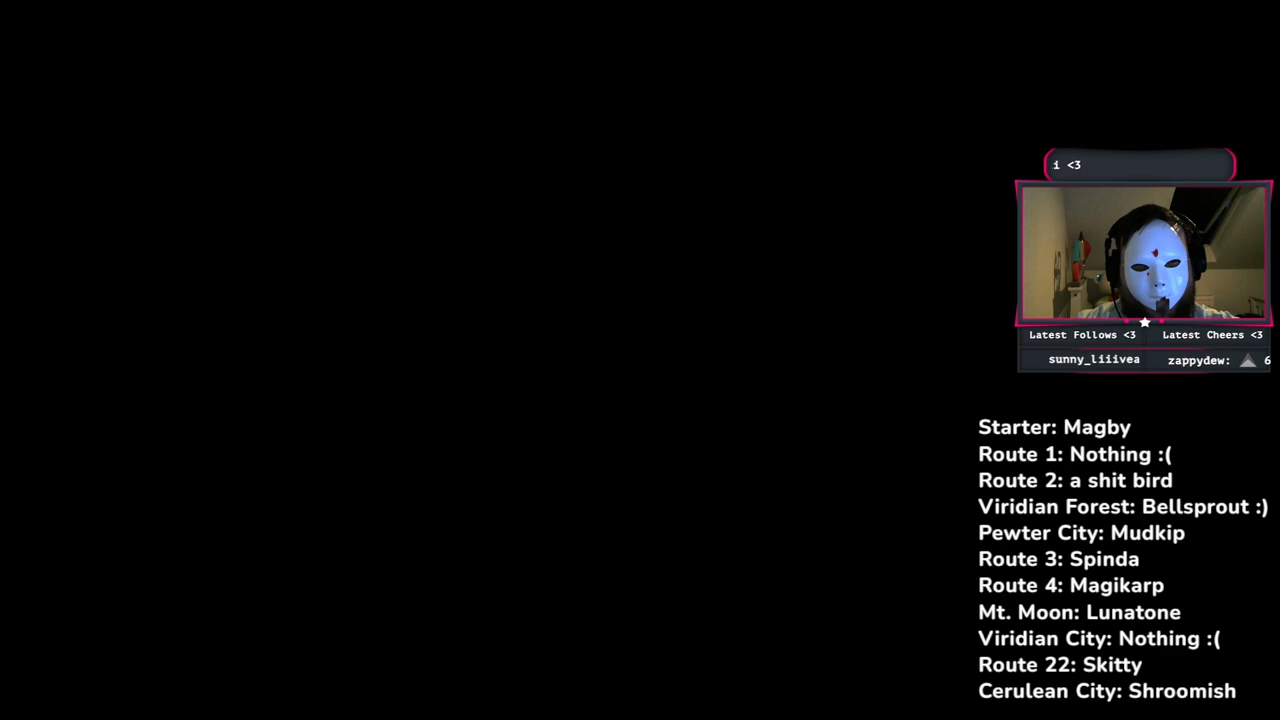 i <3
Latest Follows <3 Latest Cheers <3
sunny_liiivea zappydew: 6
Starter: Magby
Route 1: Nothing :(
Route 2: a shit bird
Viridian Forest: Bellsprout :)
Pewter City: Mudkip
Route 3: Spinda
Route 4: Magikarp
Mt. Moon: Lunatone
Viridian City: Nothing :(
Route 22: Skitty
Cerulean City: Shroomish